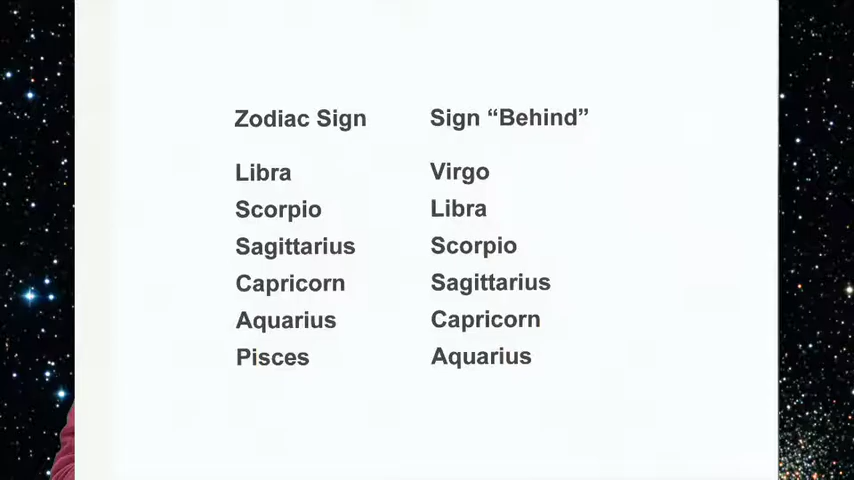 Zodiac Sign Sign “Behind”
Libra Virgo
Scorpio Libra
Sagittarius Scorpio
Capricorn Sagittarius
Aquarius Capricorn
Pisces Aquarius